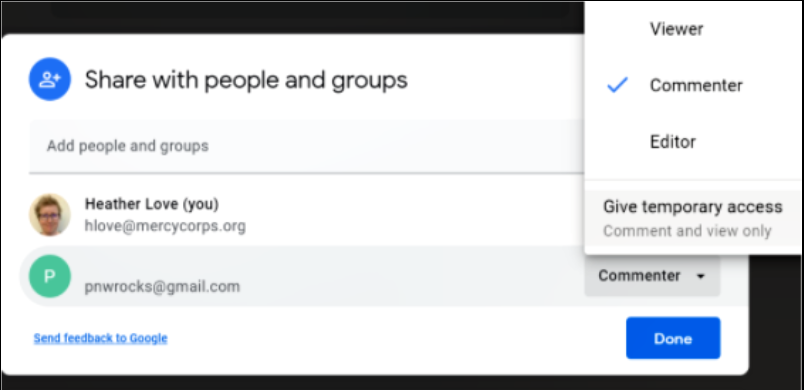 Share with people and groups
Add people and groups
Heather Love (you)
hlove@mercycorps.org
P
pnwrocks@gmail.com
Commenter
Viewer
Commenter
Editor
Give temporary access
Comment and view only
Send feedback to Google
Done